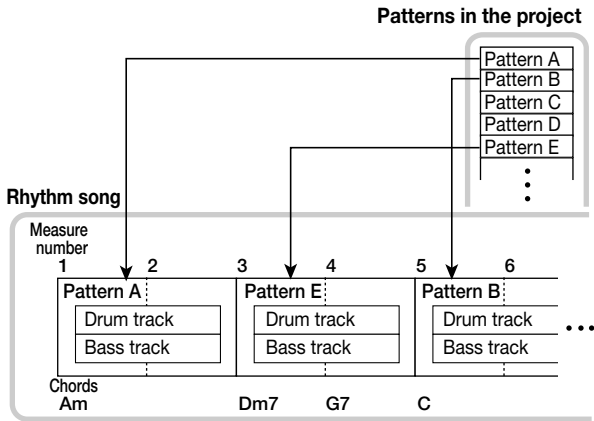 Patterns in the project
Pattern A
Pattern B
Pattern C
Pattern D
Pattern E
Rhythm song
Measure
number
1 2 3 4 5 6
Pattern A Pattern E Pattern B
Drum track Drum track Drum track
Bass track Bass track Bass track
Chords
Am Dm7 G7 C